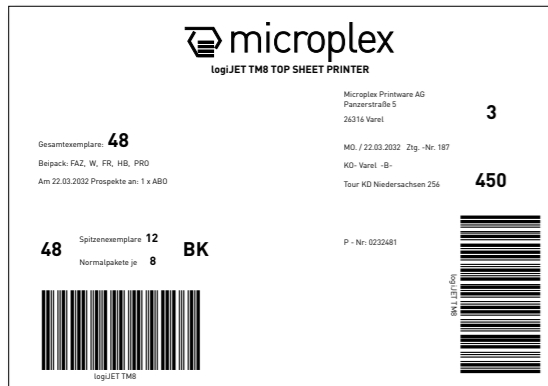 microplex
logiJET TM8 TOP SHEET PRINTER
Microplex Printware AG
Panzerstraße 5
26316 Varel
3
Gesamtexemplare: 48
Beipack: FAZ, W, FR, HB, PRO
Am 22.03.2032 Prospekte an: 1 x ABO
MO. / 22.03.2032 Ztg. -Nr. 187
KO- Varel -B-
Tour KD Niedersachsen 256
450
48
Spitzenexemplare 12
Normalpakete je 8
BK
P - Nr: 0232481
logiJET TM8
logiJET TM8